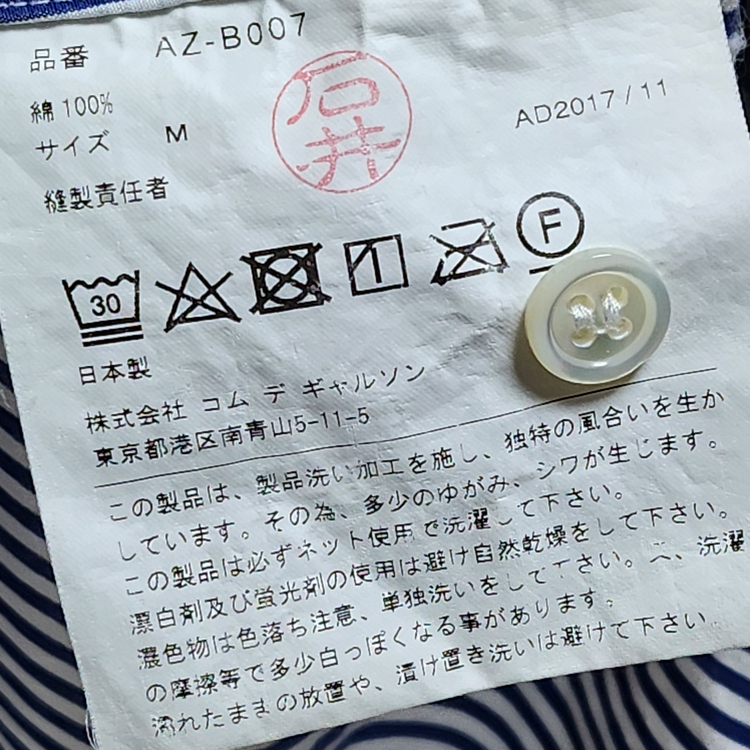 品番 AZ-B007
綿 100%
サイズ M
石井
AD2017/11
縫製責任者
30
F
日本製
株式会社 コム デ ギャルソン
東京都港区南青山5-11-5
この製品は、製品洗い加工を施し、独特の風合いを生か
しています。その為、多少のゆがみ、シワが生じます。
この製品は必ずネット使用で洗濯して下さい。
漂白剤及び蛍光剤の使用は避け自然乾燥をして下さい。
濃色物は色落ち注意、単独洗いをして下さい。又、洗濯
の摩擦等で多少白っぽくなる事があります。
濡れたままの放置や、漬け置き洗いは避けて下さい。